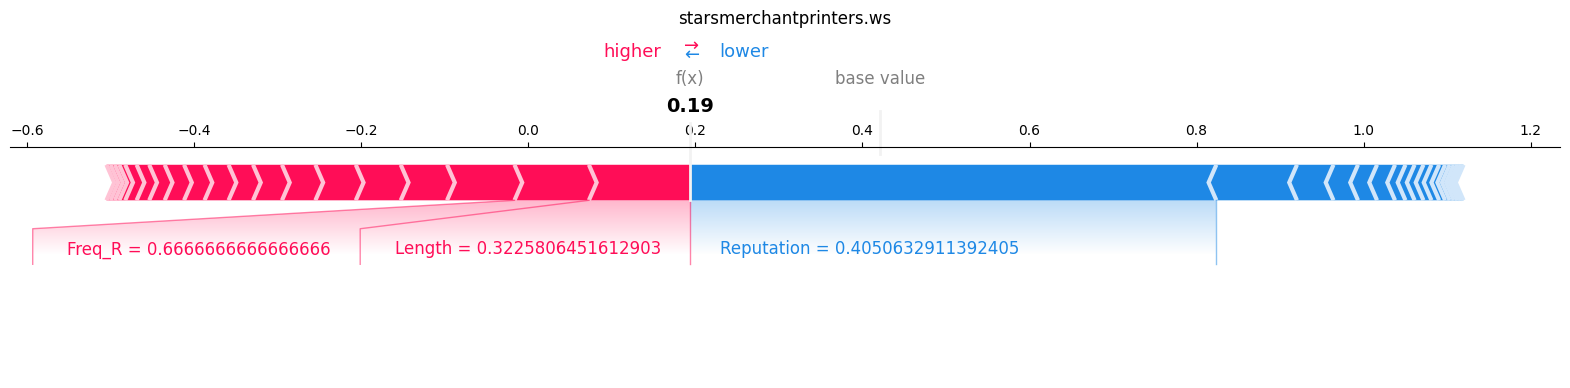 starsmerchantprinters.ws
higher ⇄ lower
f(x) base value
0.19
−0.6 −0.4 −0.2 0.0 0.2 0.4 0.6 0.8 1.0 1.2
Freq_R = 0.6666666666666666 Length = 0.3225806451612903 Reputation = 0.4050632911392405